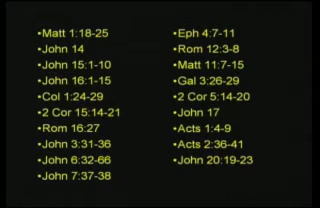 •Matt 1:18-25
•John 14
•John 15:1-10
•John 16:1-15
•Col 1:24-29
•2 Cor 15:14-21
•Rom 16:27
•John 3:31-36
•John 6:32-66
•John 7:37-38
•Eph 4:7-11
•Rom 12:3-8
•Matt 11:7-15
•Gal 3:26-29
•2 Cor 5:14-20
•John 17
•Acts 1:4-9
•Acts 2:36-41
•John 20:19-23